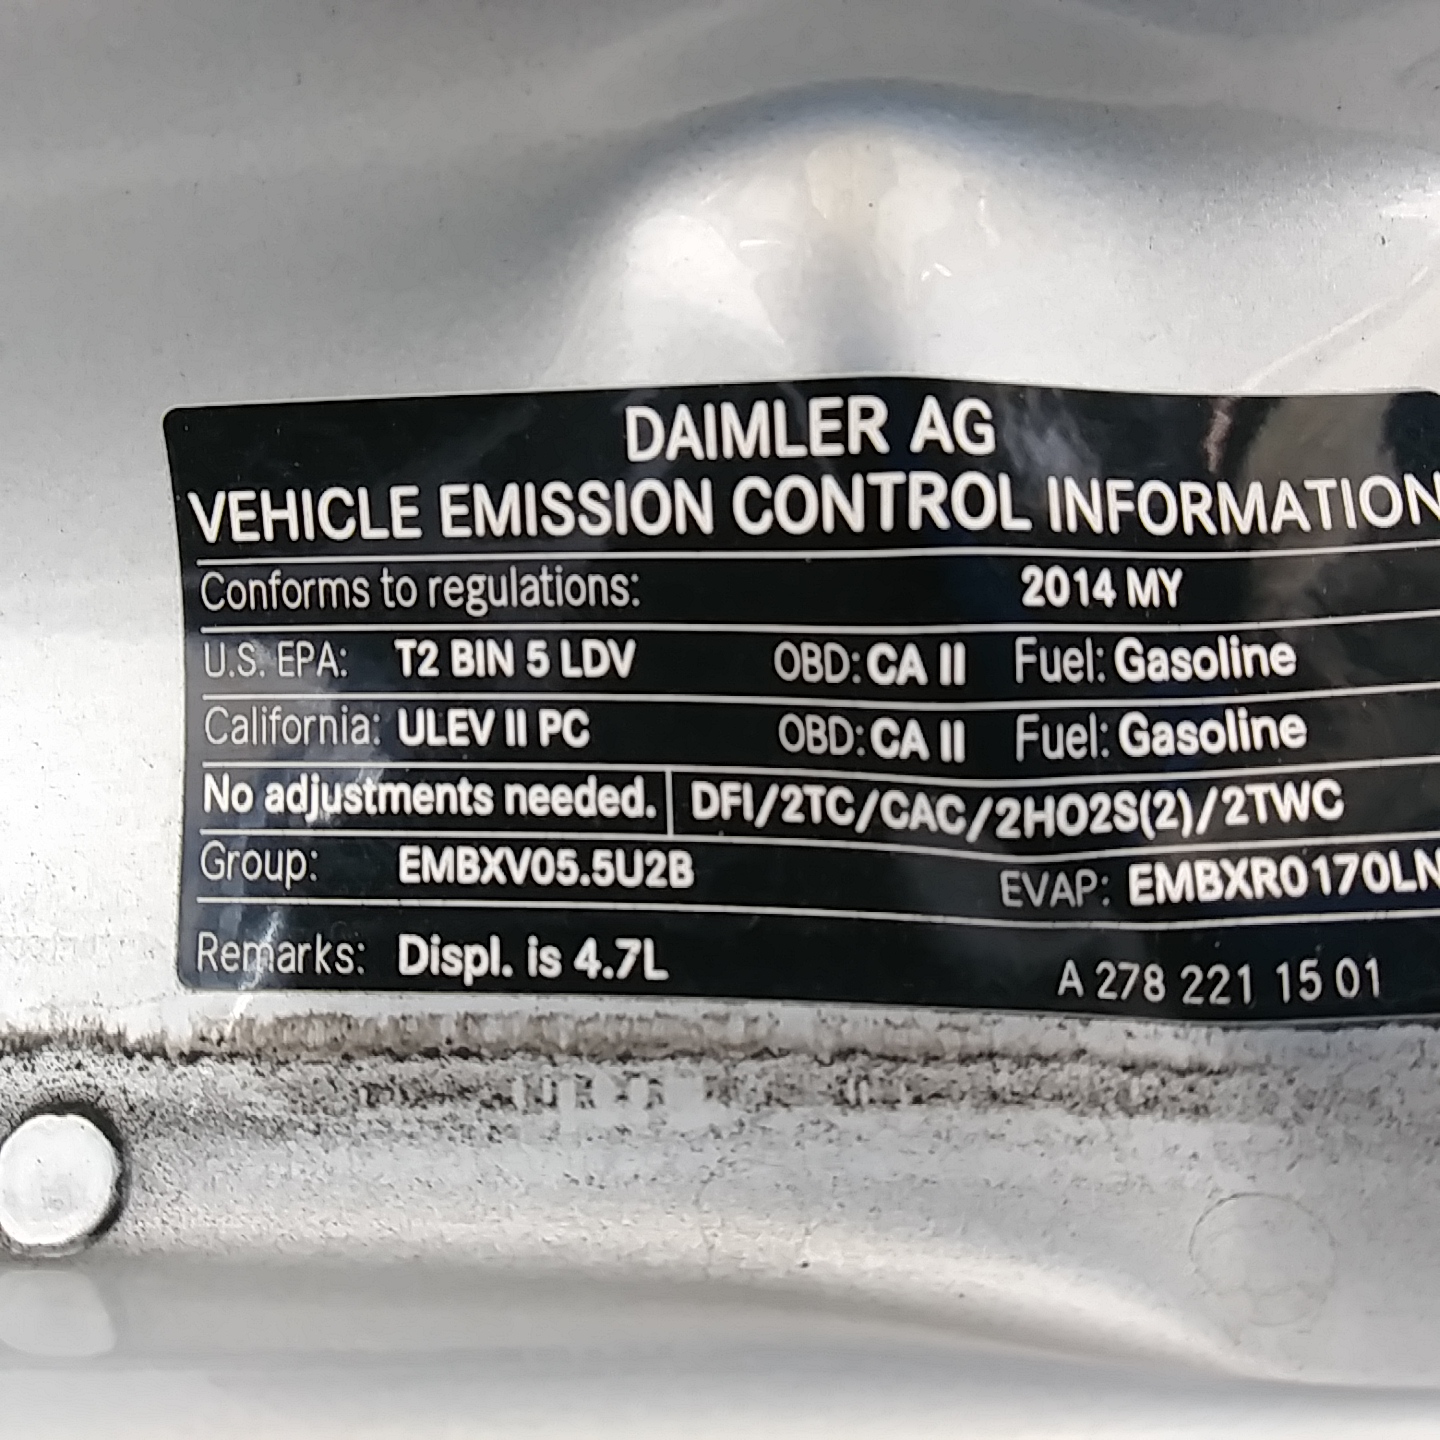 DAIMLER AG
VEHICLE EMISSION CONTROL INFORMATION
Conforms to regulations: 2014 MY
U.S. EPA: T2 BIN 5 LDV OBD: CA II Fuel: Gasoline
California: ULEV II PC OBD: CA II Fuel: Gasoline
No adjustments needed. DFI/2TC/CAC/2HO2S(2)/2TWC
Group: EMBXV05.5U2B EVAP: EMBXR0170LN
Remarks: Displ. is 4.7L A 278 221 15 01